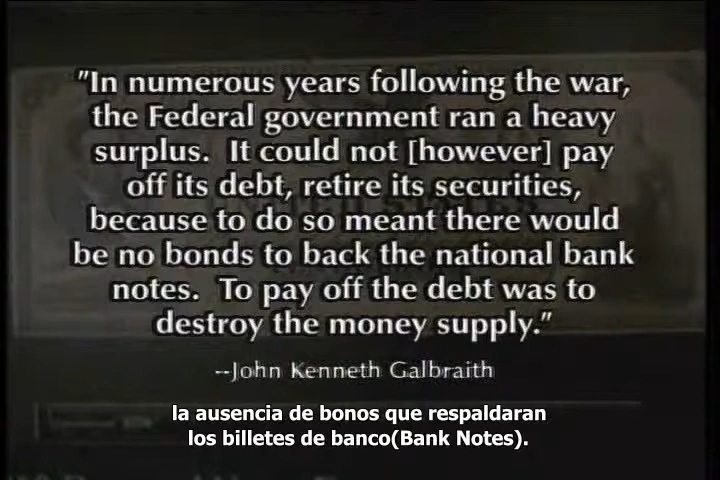 "In numerous years following the war,
the Federal government ran a heavy
surplus. It could not [however] pay
off its debt, retire its securities,
because to do so meant there would
be no bonds to back the national bank
notes. To pay off the debt was to
destroy the money supply."
--John Kenneth Galbraith
la ausencia de bonos que respaldaran
los billetes de banco(Bank Notes).